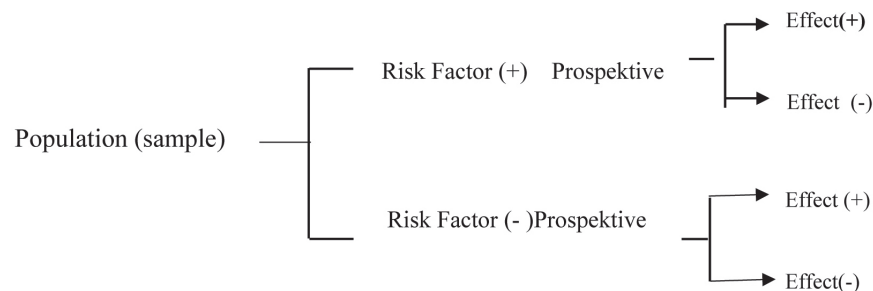 Effect(+)
Risk Factor (+) Prospektive
Effect (-)
Population (sample)
Effect (+)
Risk Factor (- )Prospektive
Effect(-)